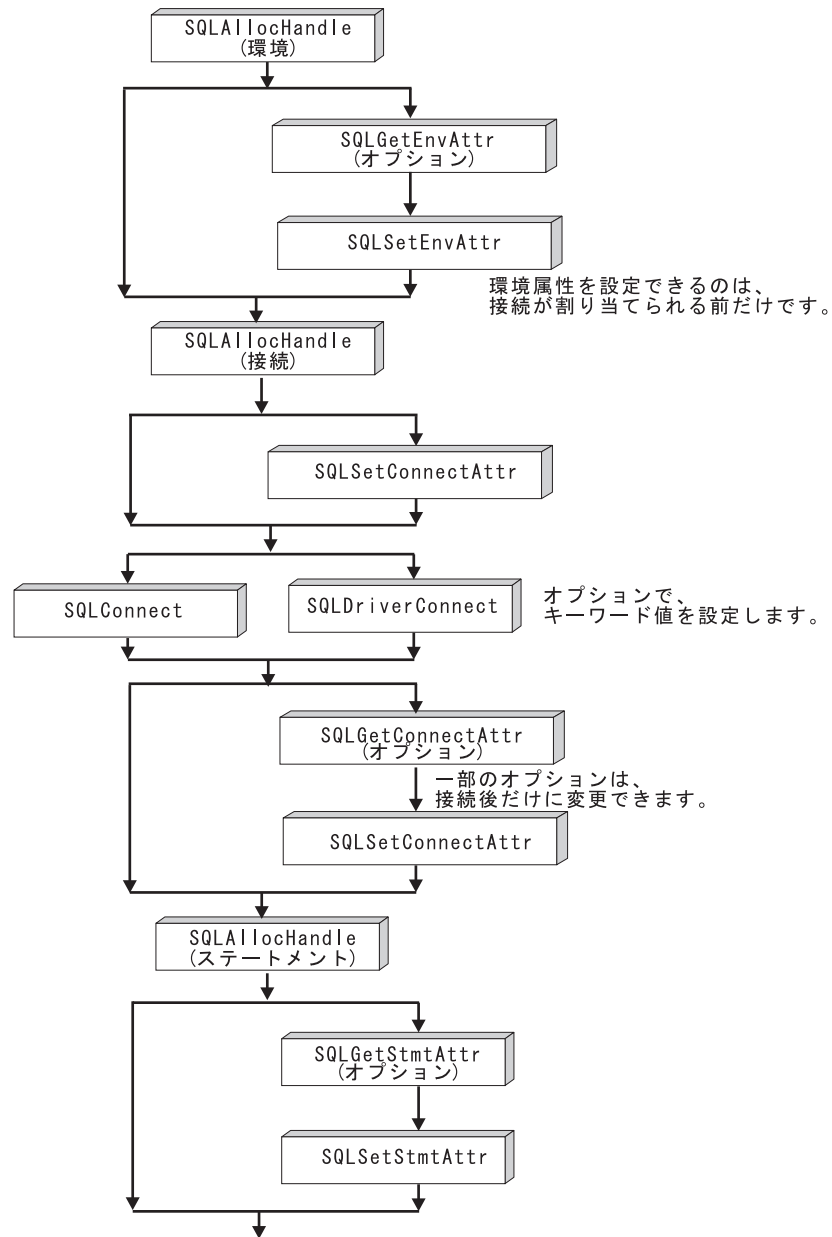 SQLAllocHandle
(環境)
SQLGetEnvAttr
(オプション)
SQLSetEnvAttr
環境属性を設定できるのは、
接続が割り当てられる前だけです。
SQLAllocHandle
(接続)
SQLSetConnectAttr
SQLConnect
SQLDriverConnect
オプションで、
キーワード値を設定します。
SQLGetConnectAttr
(オプション)
一部のオプションは、
接続後だけに変更できます。
SQLSetConnectAttr
SQLAllocHandle
(ステートメント)
SQLGetStmtAttr
(オプション)
SQLSetStmtAttr